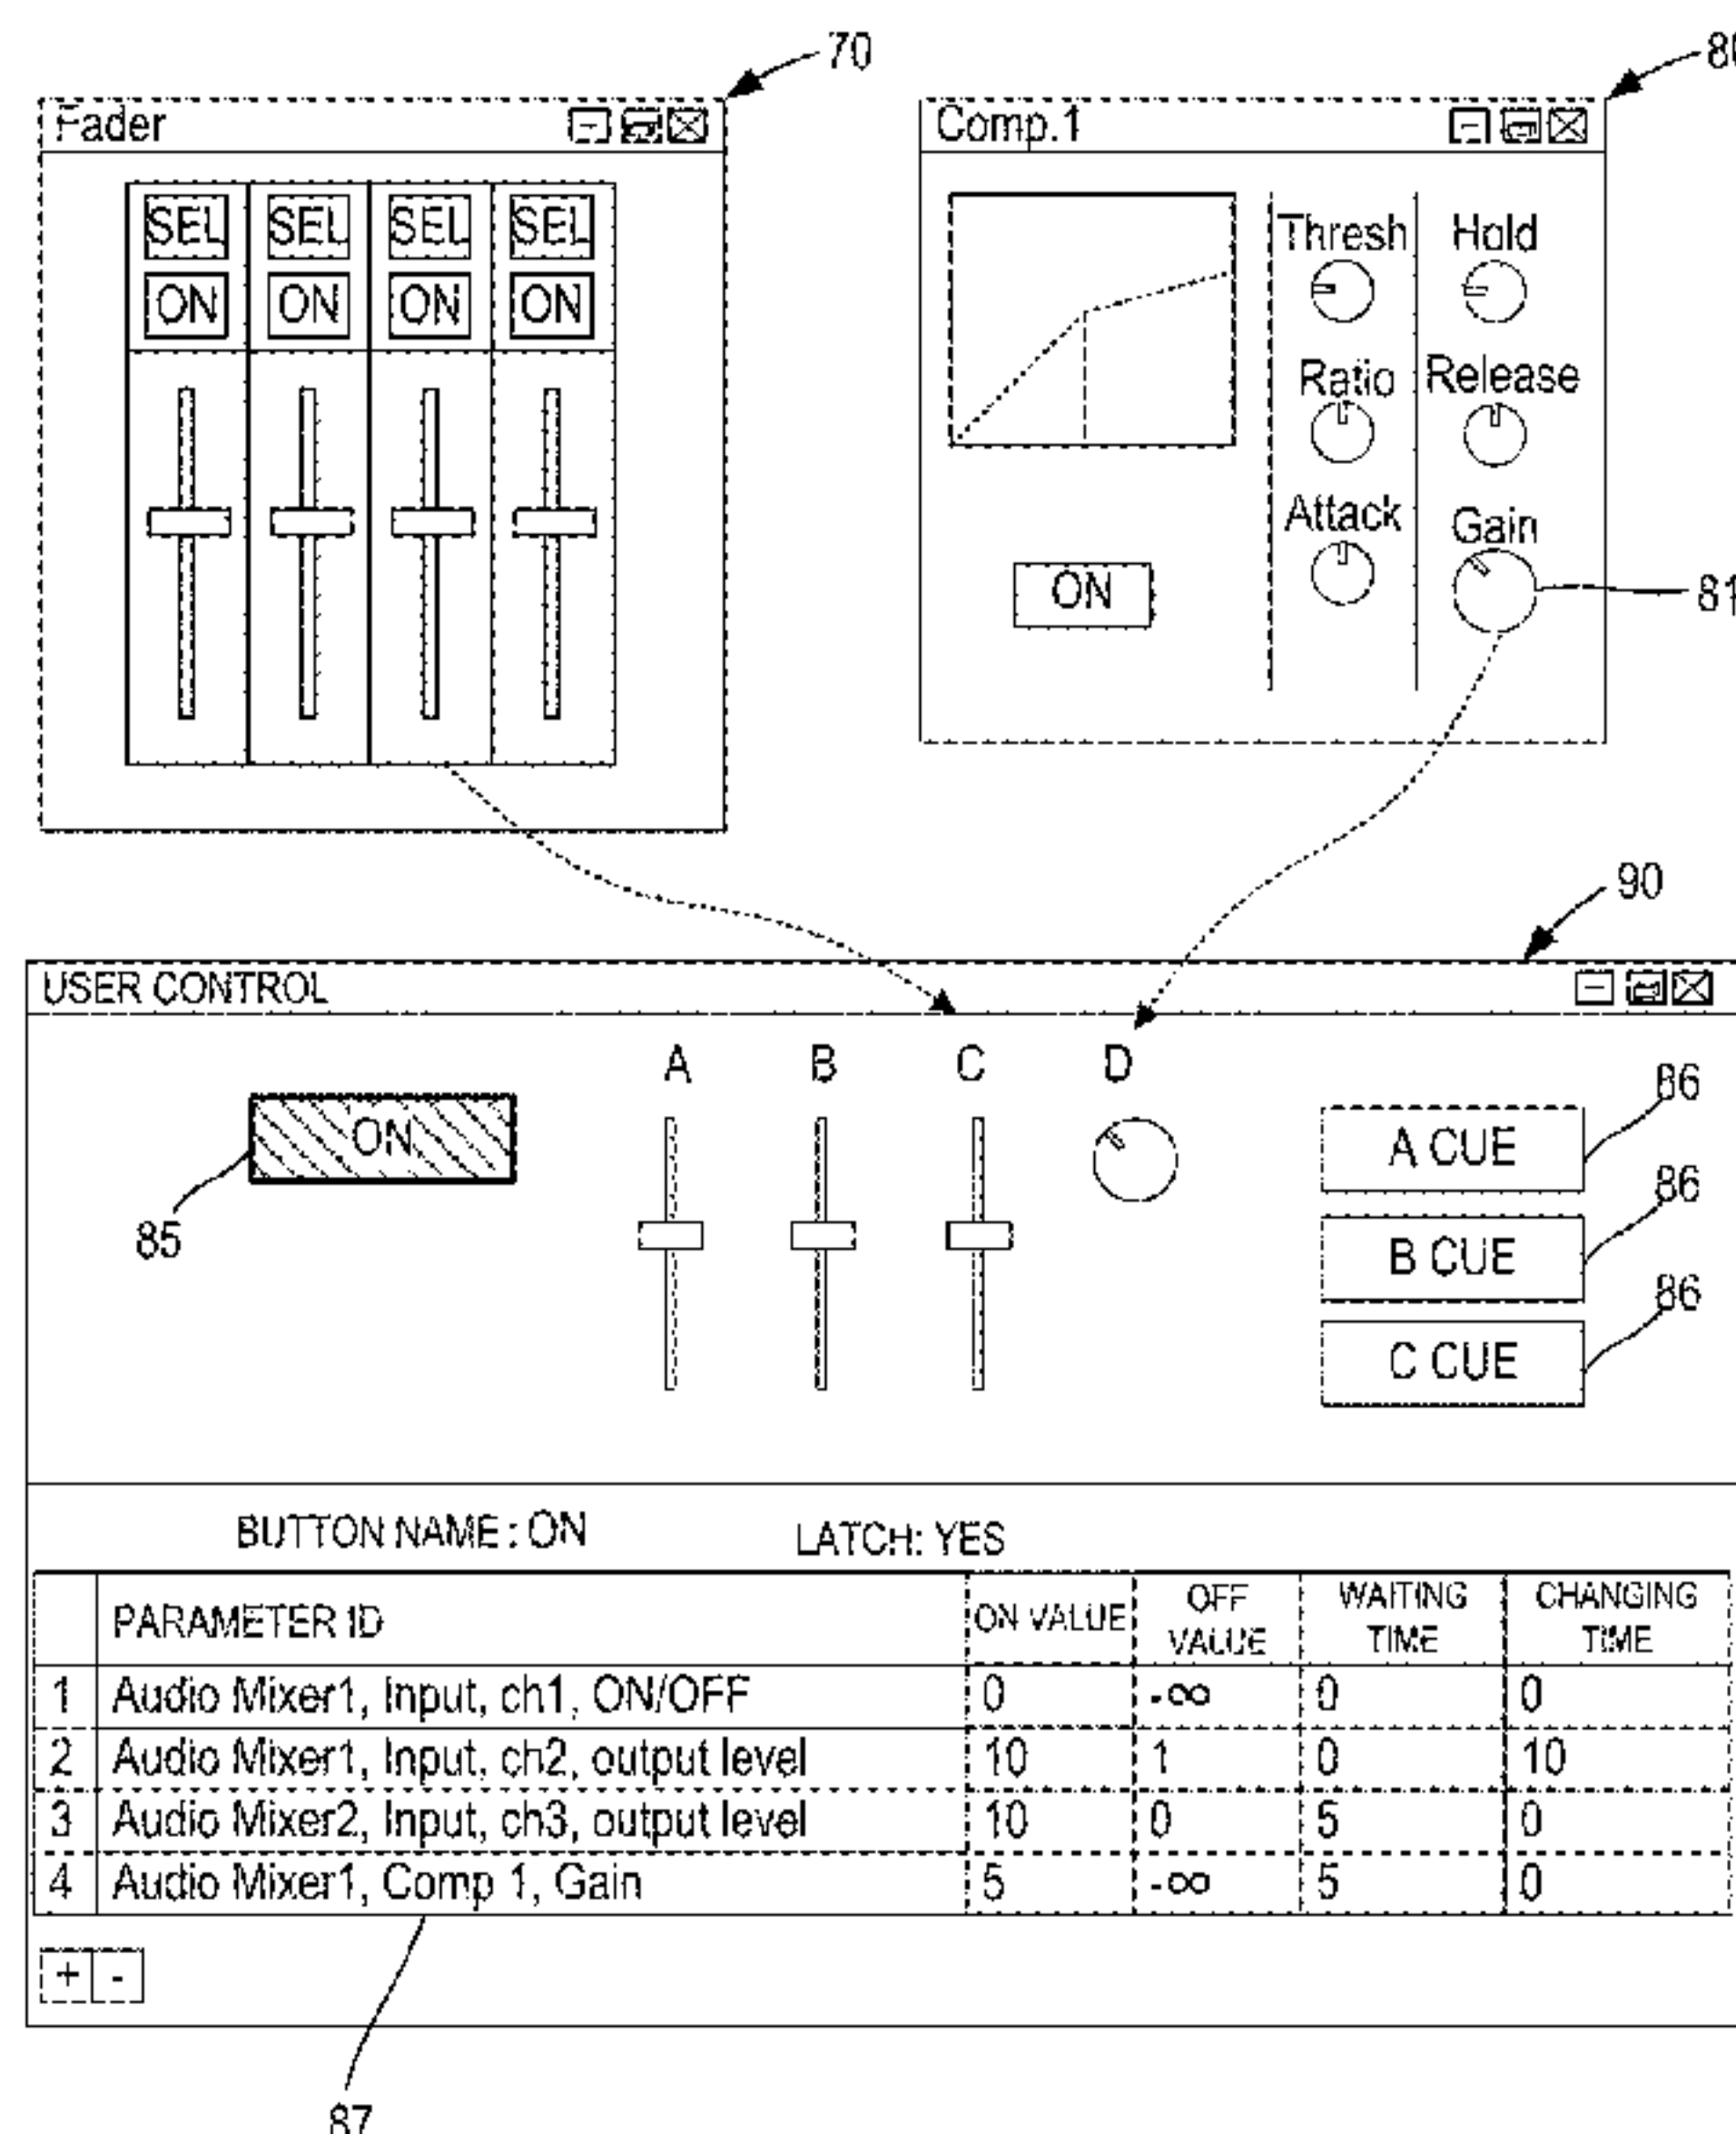 70
Fader
SEL SEL SEL SEL
ON ON ON ON
Comp.1
Thresh Hold
Ratio Release
Attack Gain
ON
81
90
USER CONTROL
ON
85
A B C D
A CUE
86
B CUE
86
C CUE
86
BUTTON NAME : ON LATCH: YES
PARAMETER ID ON VALUE OFF VALUE WAITING TIME CHANGING TIME
1 Audio Mixer1, Input, ch1, ON/OFF 0 -∞ 0 0
2 Audio Mixer1, Input, ch2, output level 10 1 0 10
3 Audio Mixer2, Input, ch3, output level 10 0 5 0
4 Audio Mixer1, Comp 1, Gain 5 -∞ 5 0
+ -
87